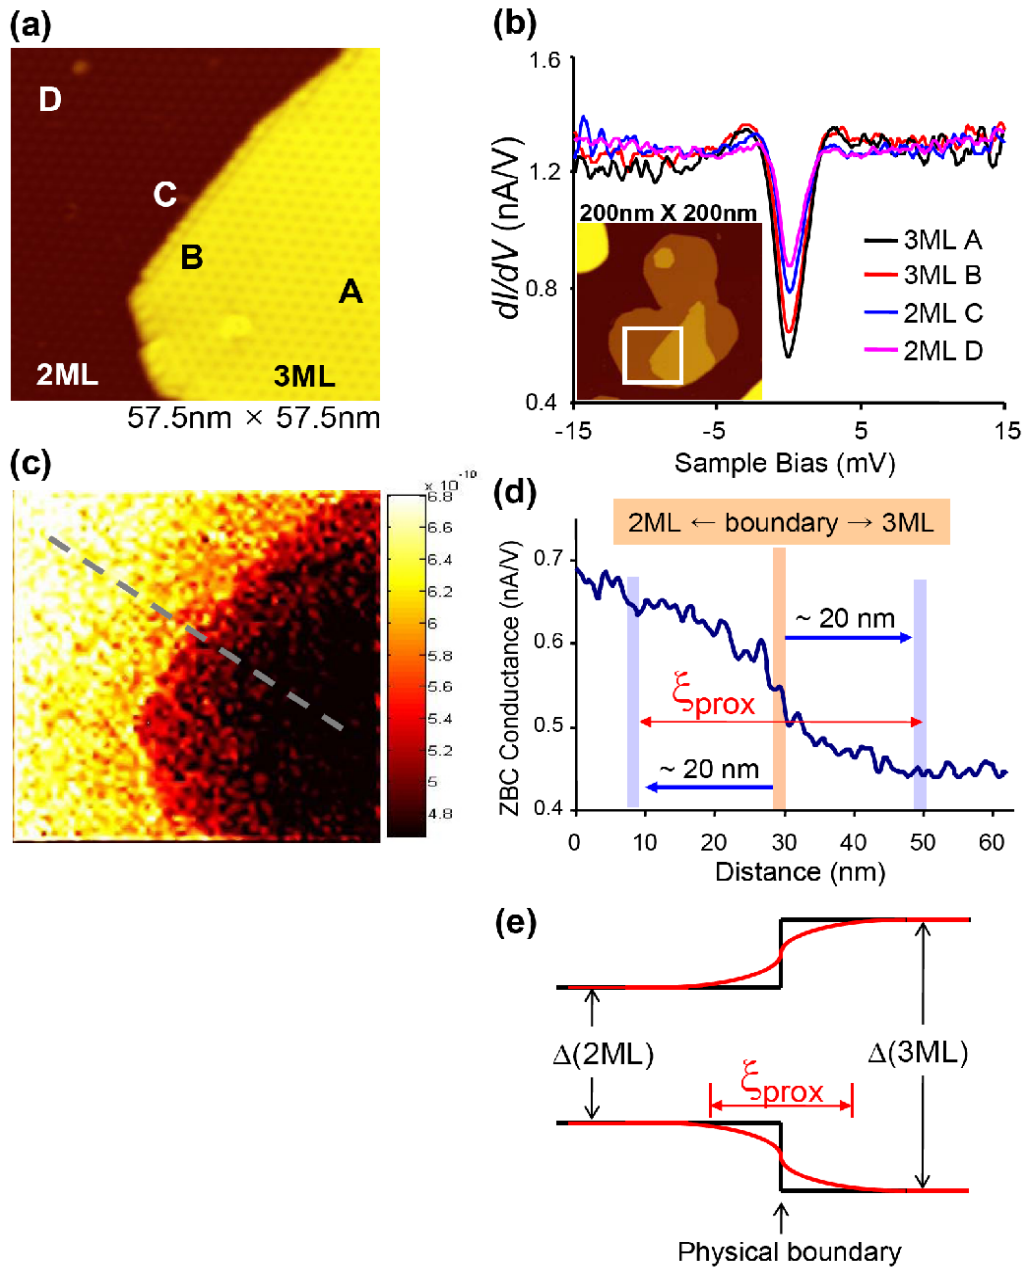 (a)
D
C
B
A
2ML
3ML
57.5nm × 57.5nm
(b)
dI/dV (nA/V)
1.6
1.2
0.8
0.4
200nm X 200nm
3ML A
3ML B
2ML C
2ML D
-15
-5
5
15
Sample Bias (mV)
(c)
x 10⁻¹⁰
6.8
6.6
6.4
6.2
6
5.8
5.6
5.4
5.2
5
4.8
(d)
ZBC Conductance (nA/V)
2ML ← boundary → 3ML
0.7
0.6
0.5
0.4
~ 20 nm
ξprox
~ 20 nm
0
10
20
30
40
50
60
Distance (nm)
(e)
Δ(2ML)
Δ(3ML)
ξprox
Physical boundary